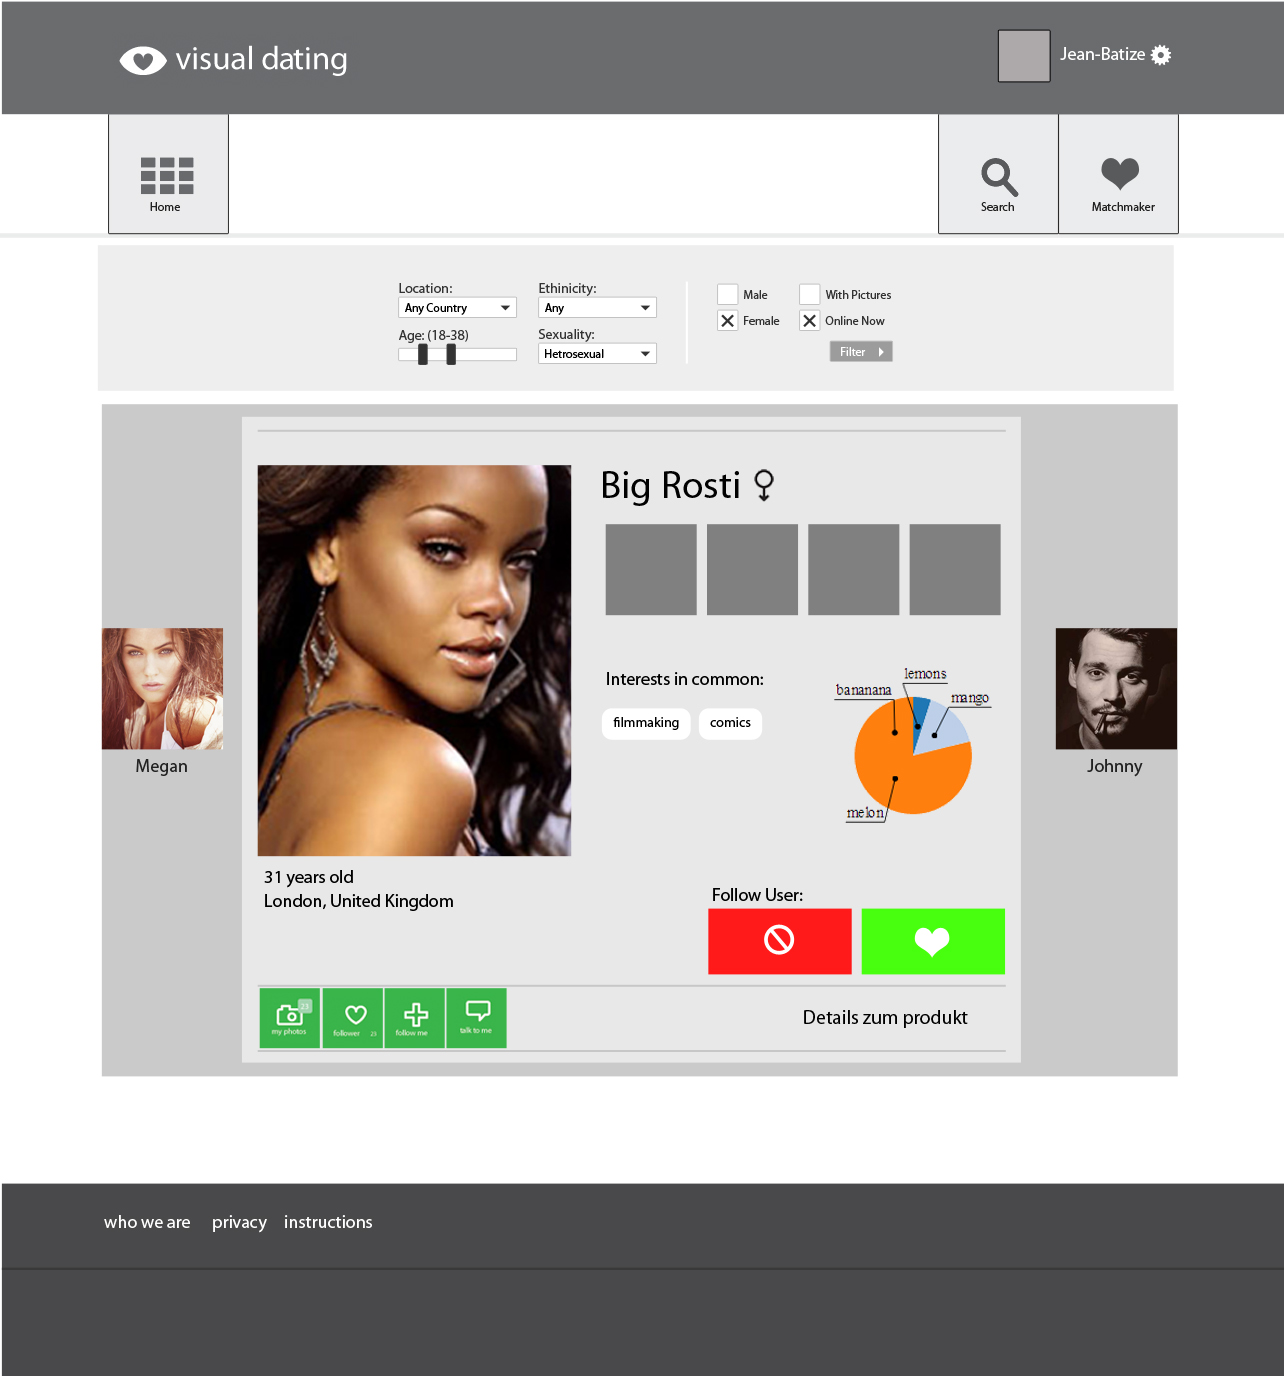 visual dating
Jean-Batize
Home
Search
Matchmaker
Location:
Any Country
Age: (18-38)
Ethinicity:
Any
Sexuality:
Hetrosexual
Male
With Pictures
Female
Online Now
Filter
Big Rosti
Interests in common:
filmmaking
comics
lemons
bananana
mango
melon
Megan
Johnny
31 years old
London, United Kingdom
Follow User:
23
my photos
follower 23
follow me
talk to me
Details zum produkt
who we are privacy instructions